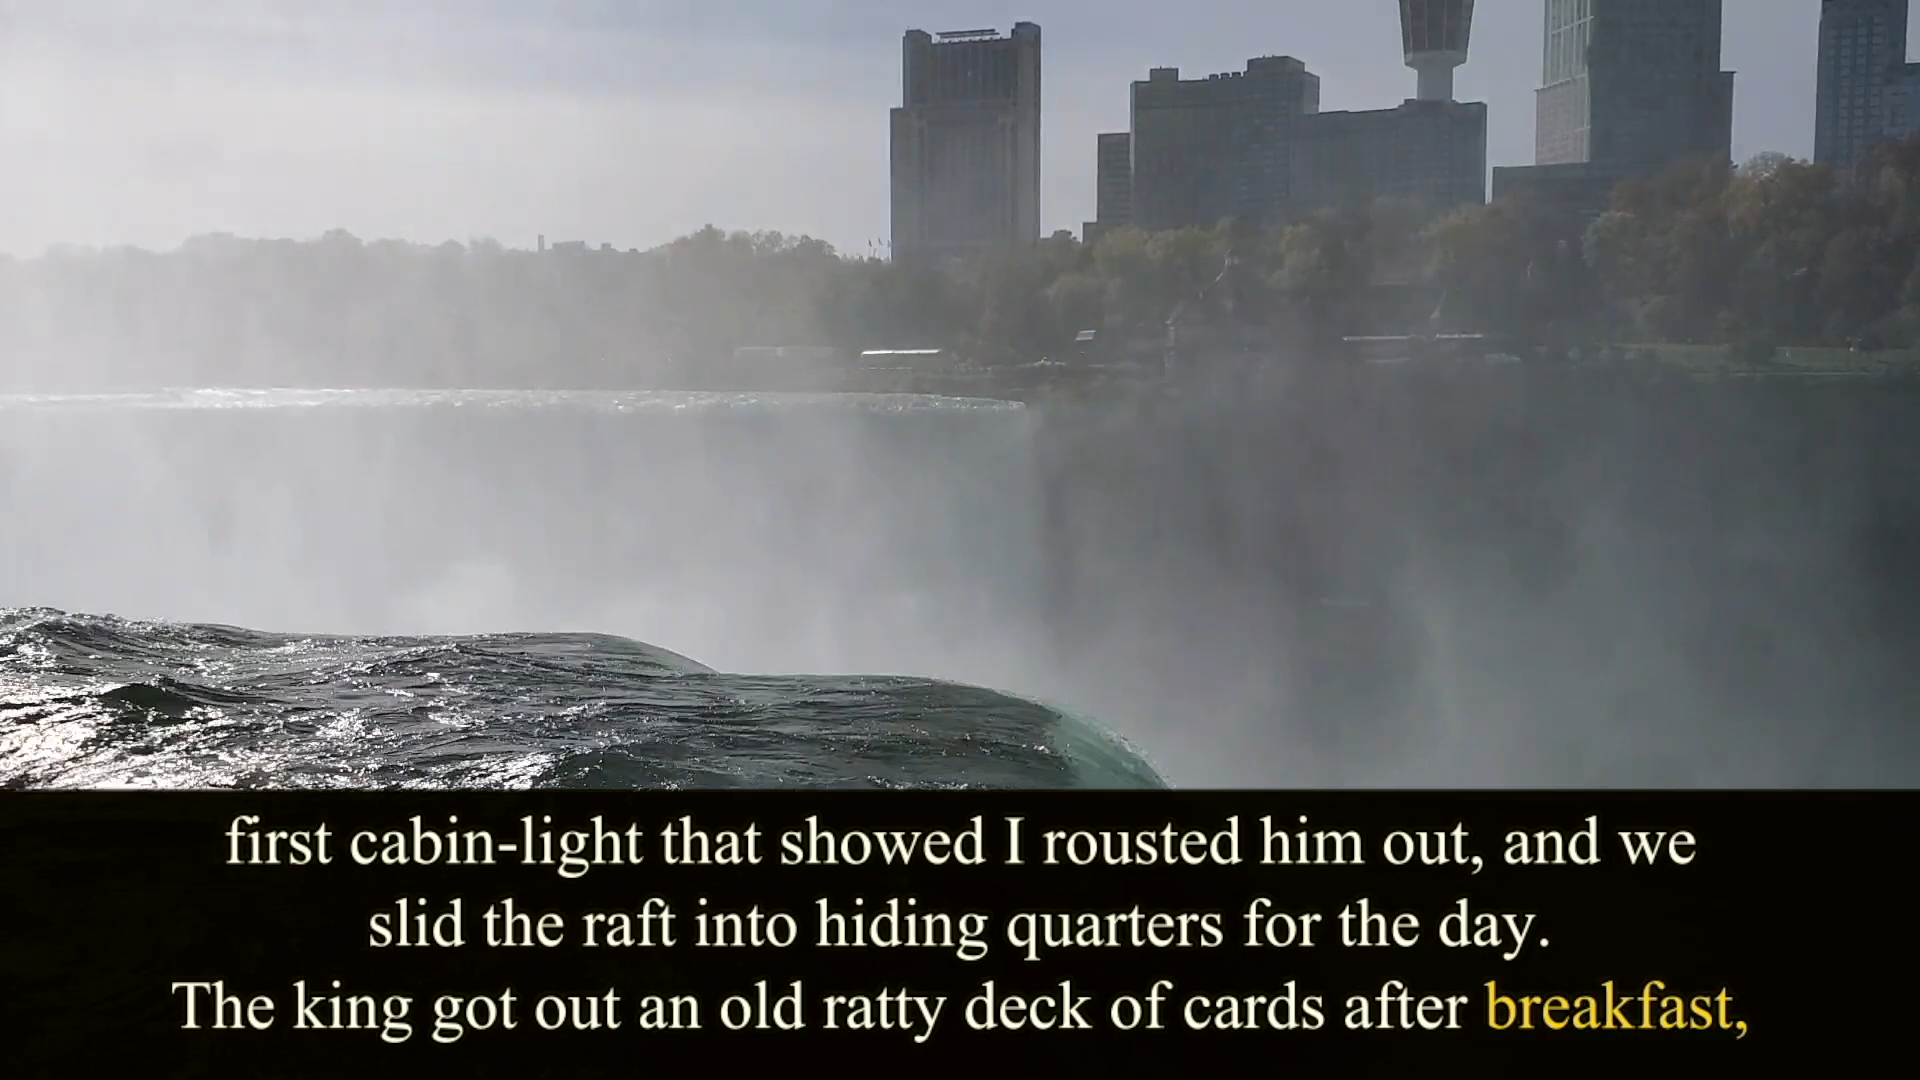 first cabin-light that showed I rousted him out, and we
slid the raft into hiding quarters for the day.
The king got out an old ratty deck of cards after breakfast,